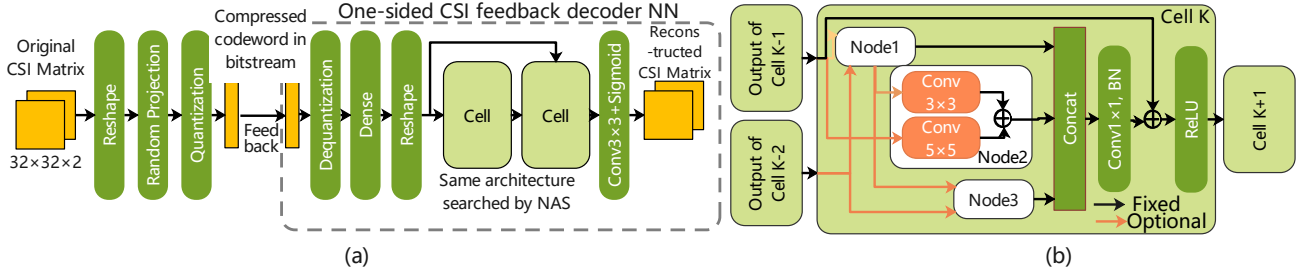 Original
CSI Matrix
32×32×2
Reshape
Random Projection
Quantization
Compressed
codeword in
bitstream
Feed
back
One-sided CSI feedback decoder NN
Dequantization
Dense
Reshape
Cell
Cell
Same architecture
searched by NAS
Conv3×3+Sigmoid
Recons
-tructed
CSI Matrix
(a)
Output of
Cell K-1
Output of
Cell K-2
Cell K
Node1
Conv
3×3
Conv
5×5
Node2
Node3
Concat
Conv1×1, BN
ReLU
Cell K+1
Fixed
Optional
(b)